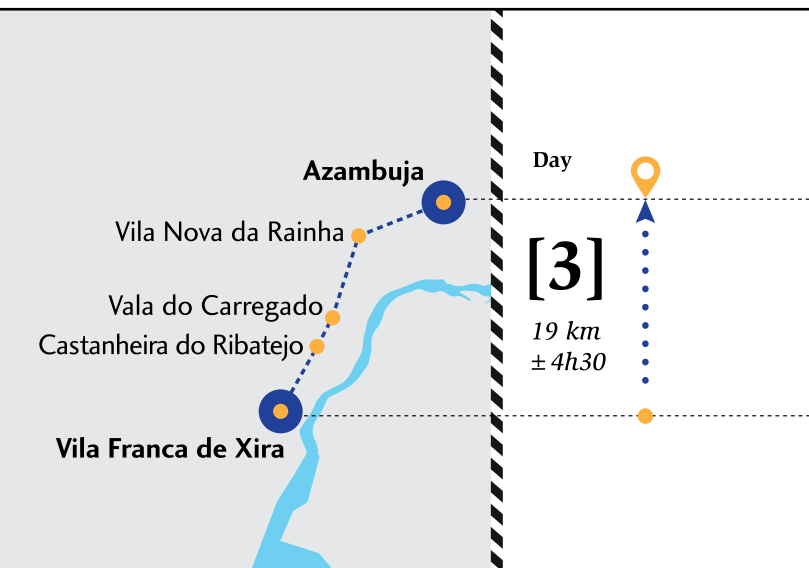 Azambuja
Vila Nova da Rainha
Vala do Carregado
Castanheira do Ribatejo
Vila Franca de Xira
Day
[3]
19 km
± 4h30